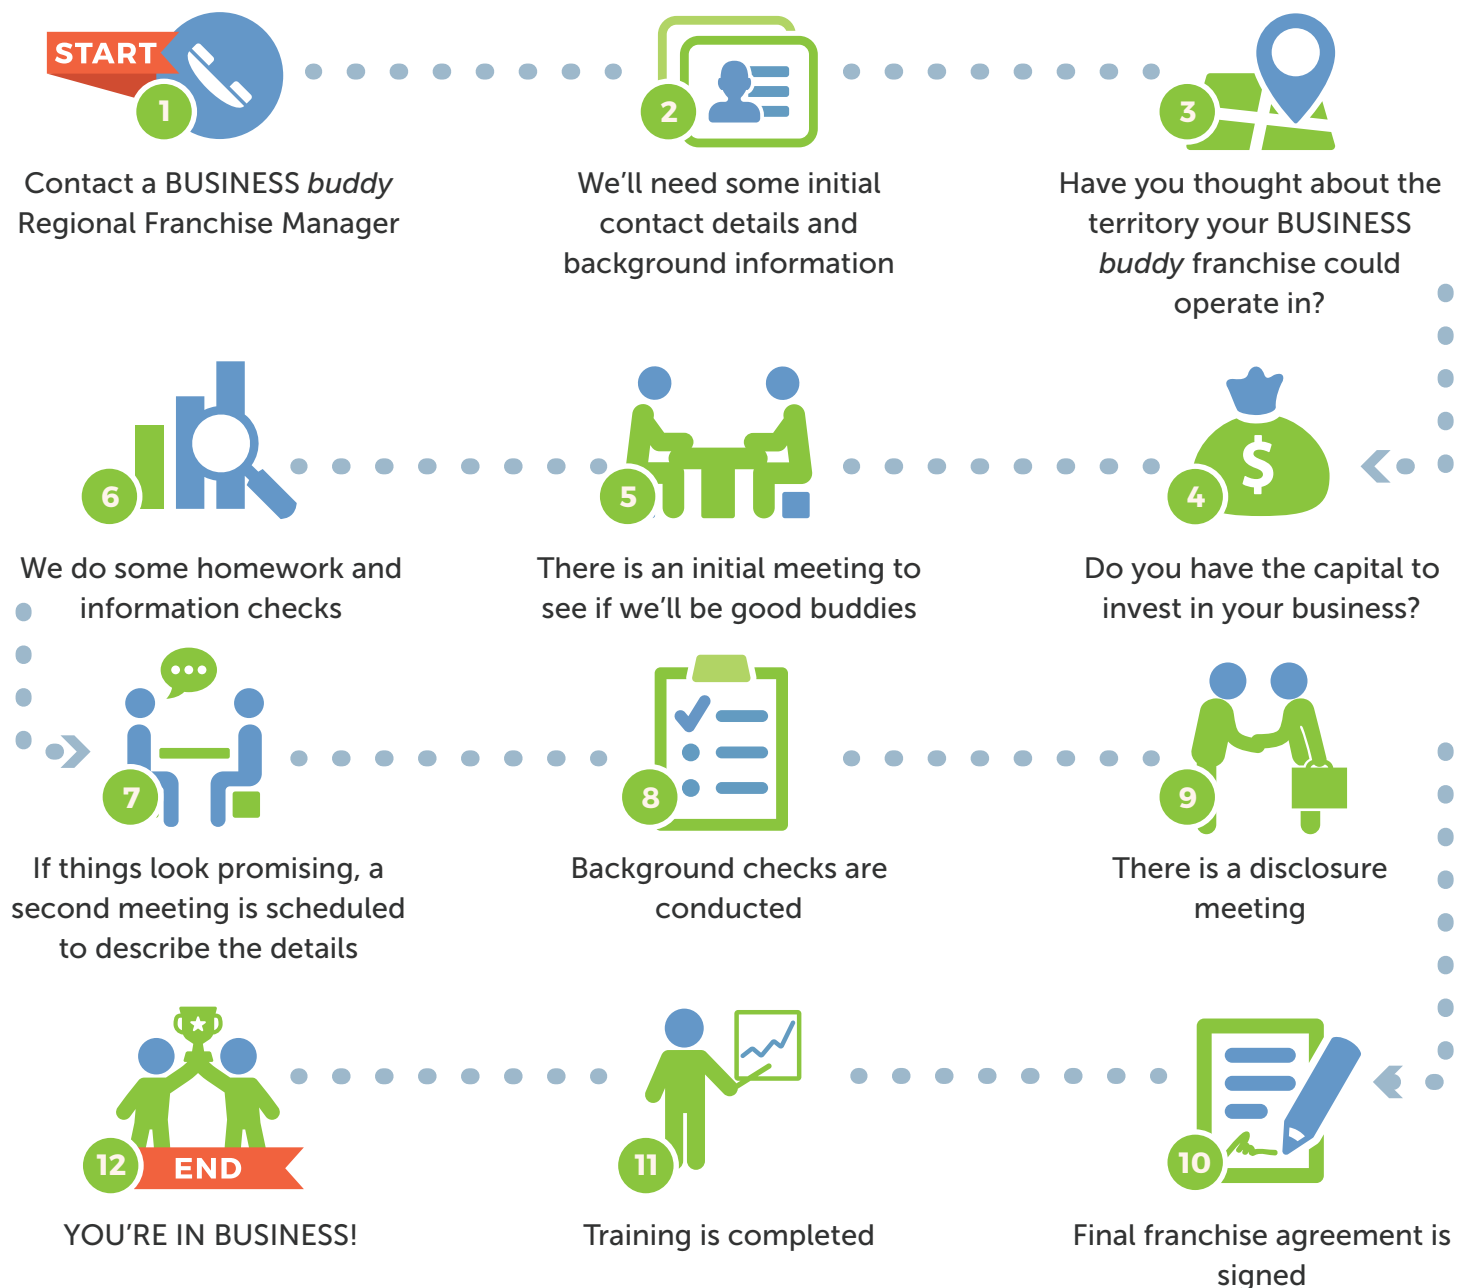 START
1
Contact a BUSINESS buddy
Regional Franchise Manager
2
We'll need some initial
contact details and
background information
3
Have you thought about the
territory your BUSINESS
buddy franchise could
operate in?
$
4
Do you have the capital to
invest in your business?
5
There is an initial meeting to
see if we'll be good buddies
6
We do some homework and
information checks
7
If things look promising, a
second meeting is scheduled
to describe the details
8
Background checks are
conducted
9
There is a disclosure
meeting
10
Final franchise agreement is
signed
11
Training is completed
12
END
YOU'RE IN BUSINESS!